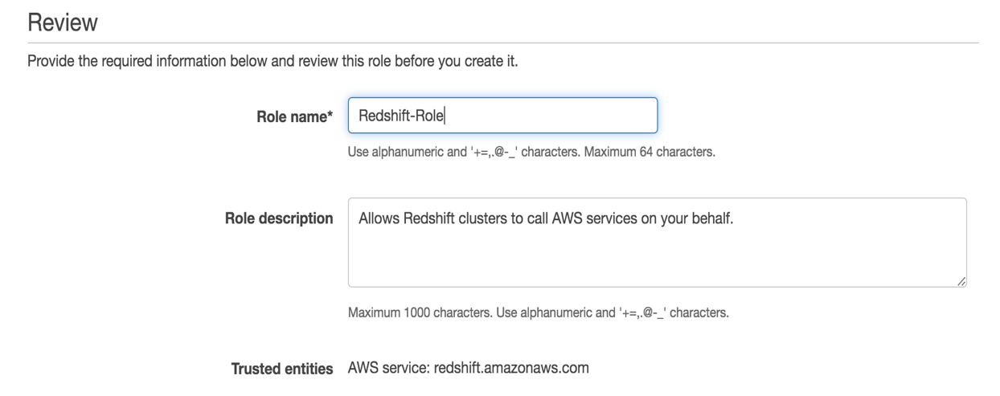 Review
Provide the required information below and review this role before you create it.
Role name* Redshift-Role
Use alphanumeric and '+=,.@-_' characters. Maximum 64 characters.
Role description Allows Redshift clusters to call AWS services on your behalf.
Maximum 1000 characters. Use alphanumeric and '+=,.@-_' characters.
Trusted entities AWS service: redshift.amazonaws.com